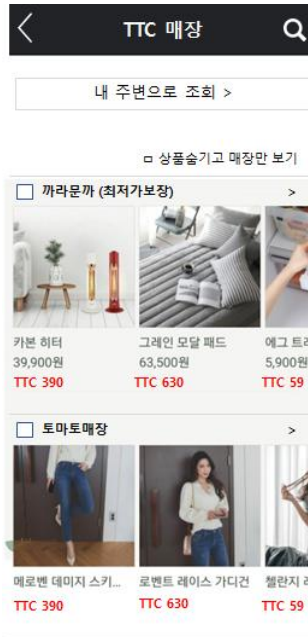 TTC 매장
내 주변으로 조회 >
상품숨기고 매장만 보기
까라문까 (최저가보장) >
카본 히터 그레인 모달 패드 에그 트
39,900원 63,500원 5,900원
TTC 390 TTC 630 TTC 59
토마토매장 >
메로벤 데미지 스키... 로벤트 레이스 가디건 첼란지
TTC 390 TTC 630 TTC 59